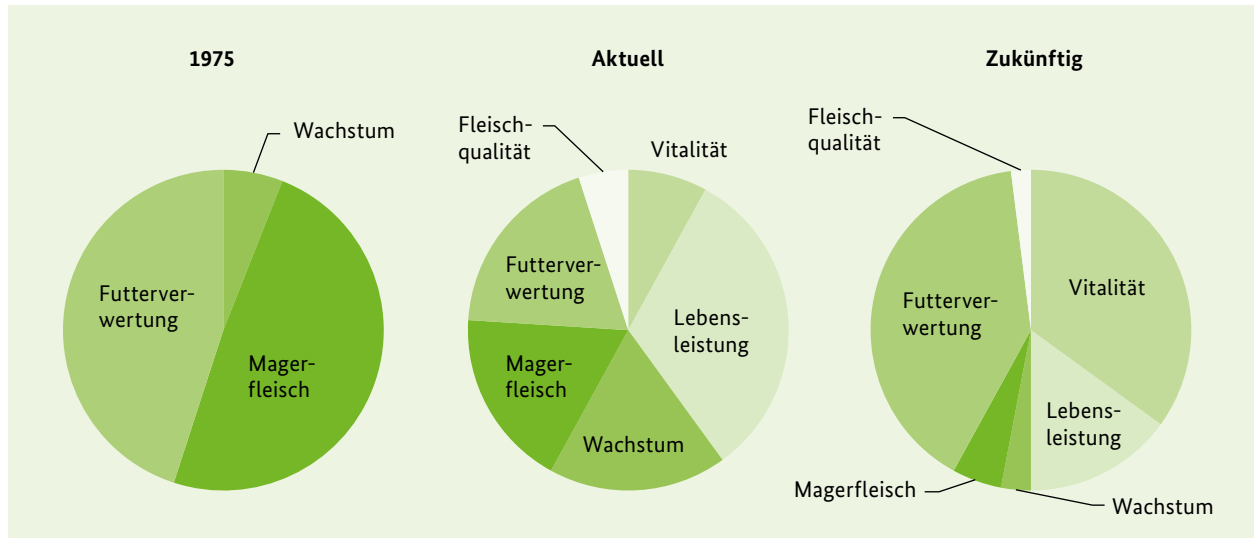 1975
Wachstum
Futterver-
wertung
Mager-
fleisch
Aktuell
Fleisch-
qualität
Vitalität
Futterver-
wertung
Lebens-
leistung
Mager-
fleisch
Wachstum
Zukünftig
Fleisch-
qualität
Vitalität
Futterver-
wertung
Lebens-
leistung
Magerfleisch
Wachstum